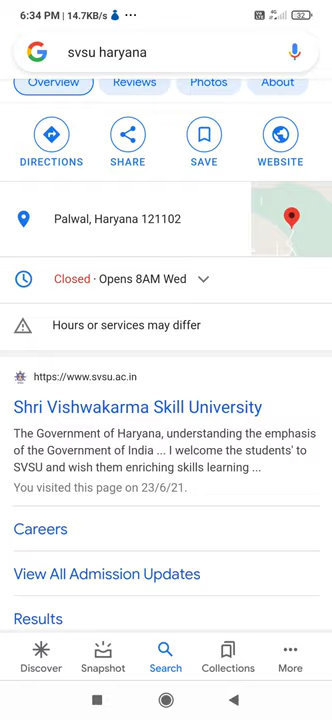 6:34 PM | 14.7KB/s
4G
32
svsu haryana
Overview
Reviews
Photos
About
DIRECTIONS
SHARE
SAVE
WEBSITE
Palwal, Haryana 121102
Closed · Opens 8AM Wed
Hours or services may differ
https://www.svsu.ac.in
Shri Vishwakarma Skill University
The Government of Haryana, understanding the emphasis
of the Government of India ... I welcome the students' to
SVSU and wish them enriching skills learning ...
You visited this page on 23/6/21.
Careers
View All Admission Updates
Results
Discover
Snapshot
Search
Collections
More